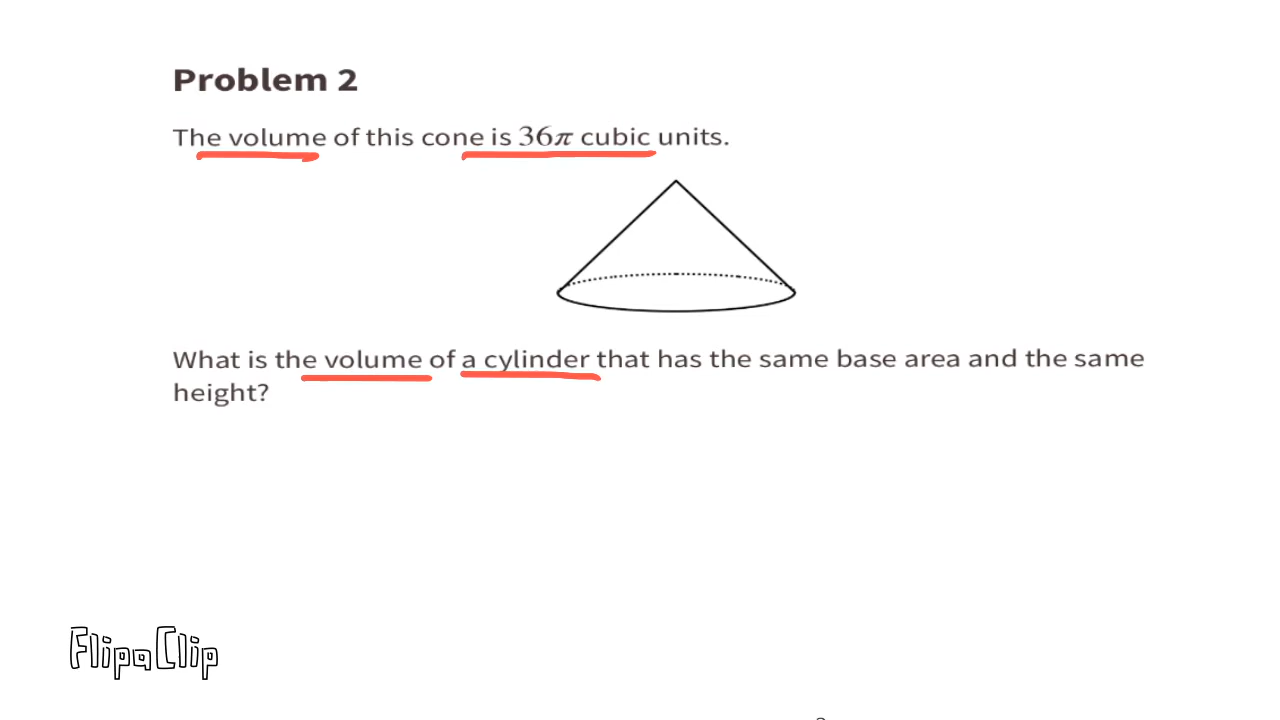 Problem 2
The volume of this cone is 36π cubic units.
What is the volume of a cylinder that has the same base area and the same
height?
FlipaClip